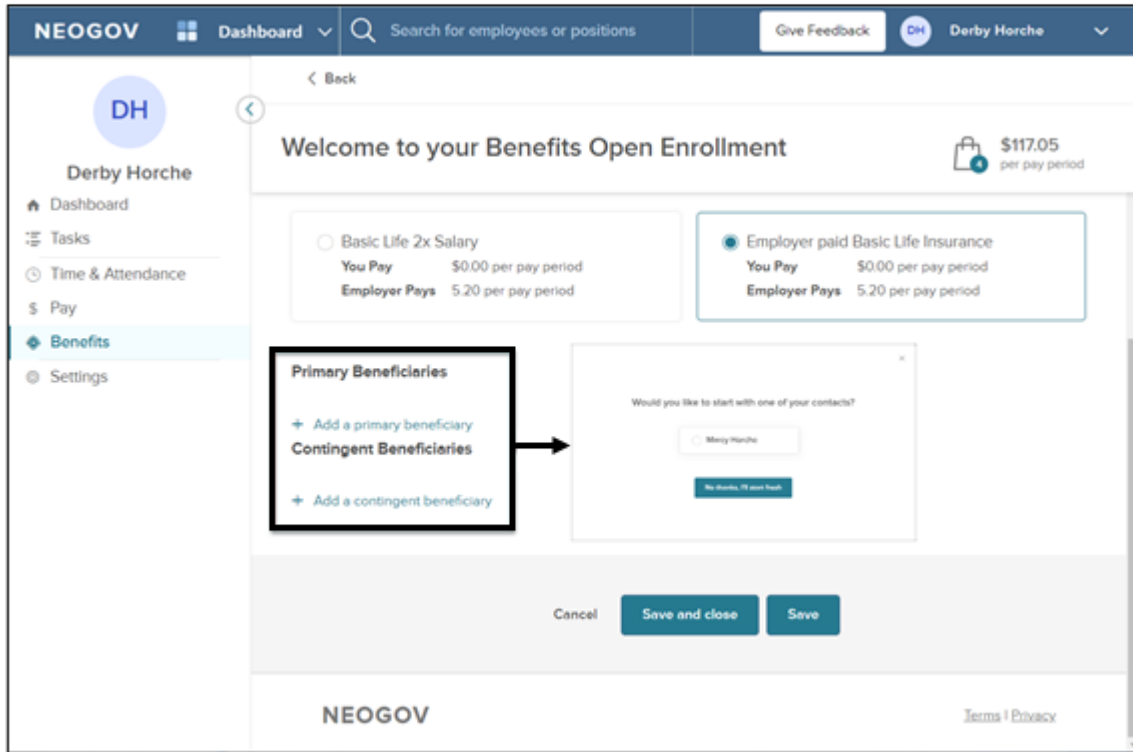 NEOGOV Dashboard Search for employees or positions Give Feedback DH Derby Horche
DH
Derby Horche
Dashboard
Tasks
Time & Attendance
$ Pay
Benefits
Settings
Back
Welcome to your Benefits Open Enrollment
4
$117.05
per pay period
Basic Life 2x Salary
You Pay $0.00 per pay period
Employer Pays 5.20 per pay period
Employer paid Basic Life Insurance
You Pay $0.00 per pay period
Employer Pays 5.20 per pay period
Primary Beneficiaries
+ Add a primary beneficiary
Contingent Beneficiaries
+ Add a contingent beneficiary
×
Would you like to start with one of your contacts?
Mercy Horche
No thanks, I'll start fresh
Cancel Save and close Save
NEOGOV
Terms | Privacy